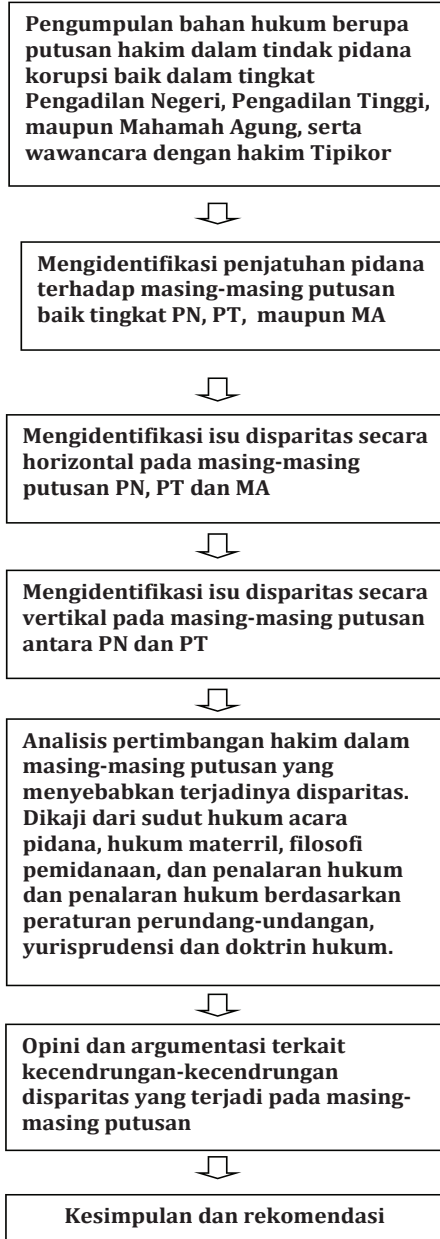 Pengumpulan bahan hukum berupa
putusan hakim dalam tindak pidana
korupsi baik dalam tingkat
Pengadilan Negeri, Pengadilan Tinggi,
maupun Mahamah Agung, serta
wawancara dengan hakim Tipikor
Mengidentifikasi penjatuhan pidana
terhadap masing-masing putusan
baik tingkat PN, PT, maupun MA
Mengidentifikasi isu disparitas secara
horizontal pada masing-masing
putusan PN, PT dan MA
Mengidentifikasi isu disparitas secara
vertikal pada masing-masing putusan
antara PN dan PT
Analisis pertimbangan hakim dalam
masing-masing putusan yang
menyebabkan terjadinya disparitas.
Dikaji dari sudut hukum acara
pidana, hukum materril, filosofi
pemidanaan, dan penalaran hukum
dan penalaran hukum berdasarkan
peraturan perundang-undangan,
yurisprudensi dan doktrin hukum.
Opini dan argumentasi terkait
kecendrungan-kecendrungan
disparitas yang terjadi pada masing-
masing putusan
Kesimpulan dan rekomendasi